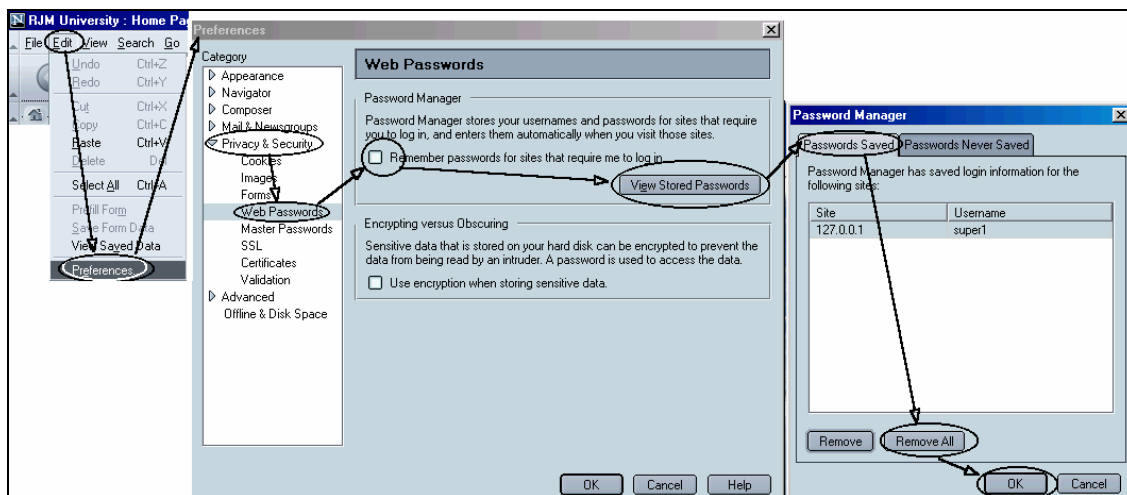 RJM University : Home Pag
File Edit View Search Go
Undo Ctrl+Z
Redo Ctrl+Y
Cut Ctrl+X
Copy Ctrl+C
Paste Ctrl+V
Delete Del
Select All Ctrl+A
Prefill Form
Save Form Data
View Saved Data
Preferences
Preferences
Category
Appearance
Navigator
Composer
Mail & Newsgroups
Privacy & Security
Cookies
Images
Forms
Web Passwords
Master Passwords
SSL
Certificates
Validation
Advanced
Offline & Disk Space
Web Passwords
Password Manager
Password Manager stores your usernames and passwords for sites that require
you to log in, and enters them automatically when you visit those sites.
Remember passwords for sites that require me to log in
View Stored Passwords
Encrypting versus Obscuring
Sensitive data that is stored on your hard disk can be encrypted to prevent the
data from being read by an intruder. A password is used to access the data.
Use encryption when storing sensitive data.
OK Cancel Help
Password Manager
Passwords Saved Passwords Never Saved
Password Manager has saved login information for the
following sites:
Site Username
127.0.0.1 super1
Remove Remove All
OK Cancel